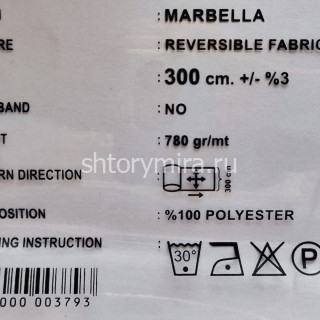 : MARBELLA
RE : REVERSIBLE FABRIC
: 300 cm. +/- %3
BAND : NO
T : 780 gr/mt
shtorymira.ru
RN DIRECTION : 300 cm
OSITION : %100 POLYESTER
ING INSTRUCTION : 30° P
000 003793